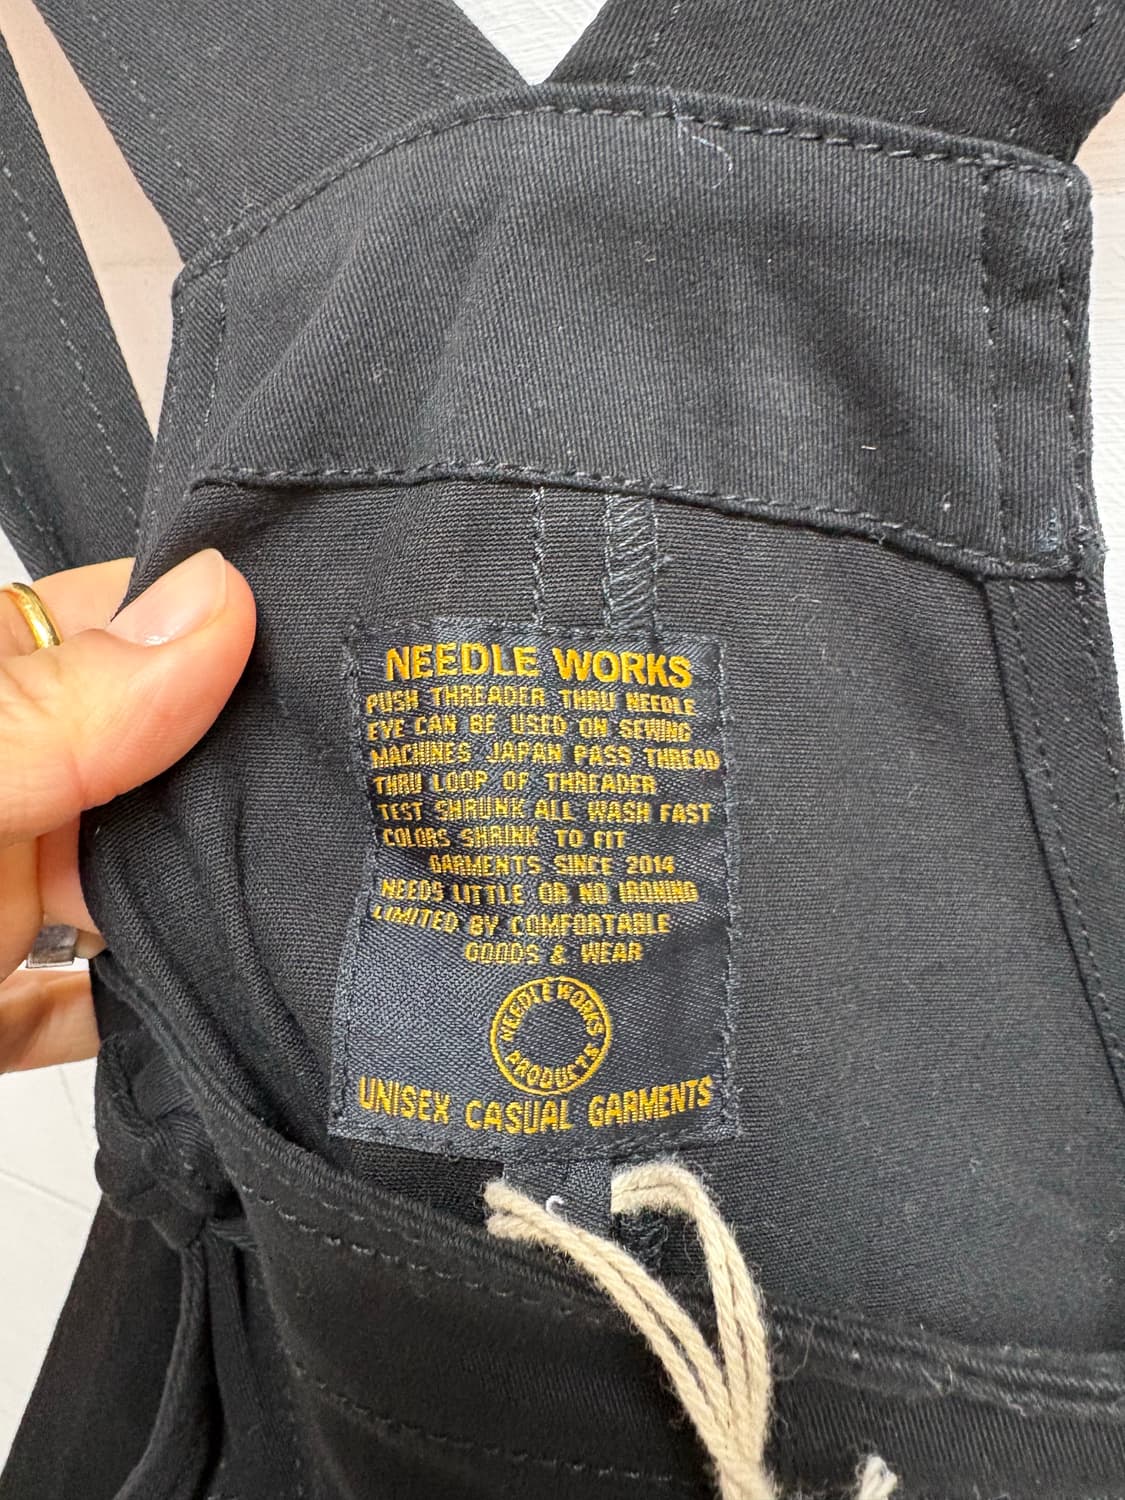 NEEDLE WORKS
PUSH THREADER THRU NEEDLE
EYE CAN BE USED ON SEWING
MACHINES JAPAN PASS THREAD
THRU LOOP OF THREADER
TEST SHRUNK ALL WASH FAST
COLORS SHRINK TO FIT
GARMENTS SINCE 2014
NEEDS LITTLE OR NO IRONING
LIMITED BY COMFORTABLE
GOODS & WEAR
NEEDLE WORKS
PRODUCTS
UNISEX CASUAL GARMENTS